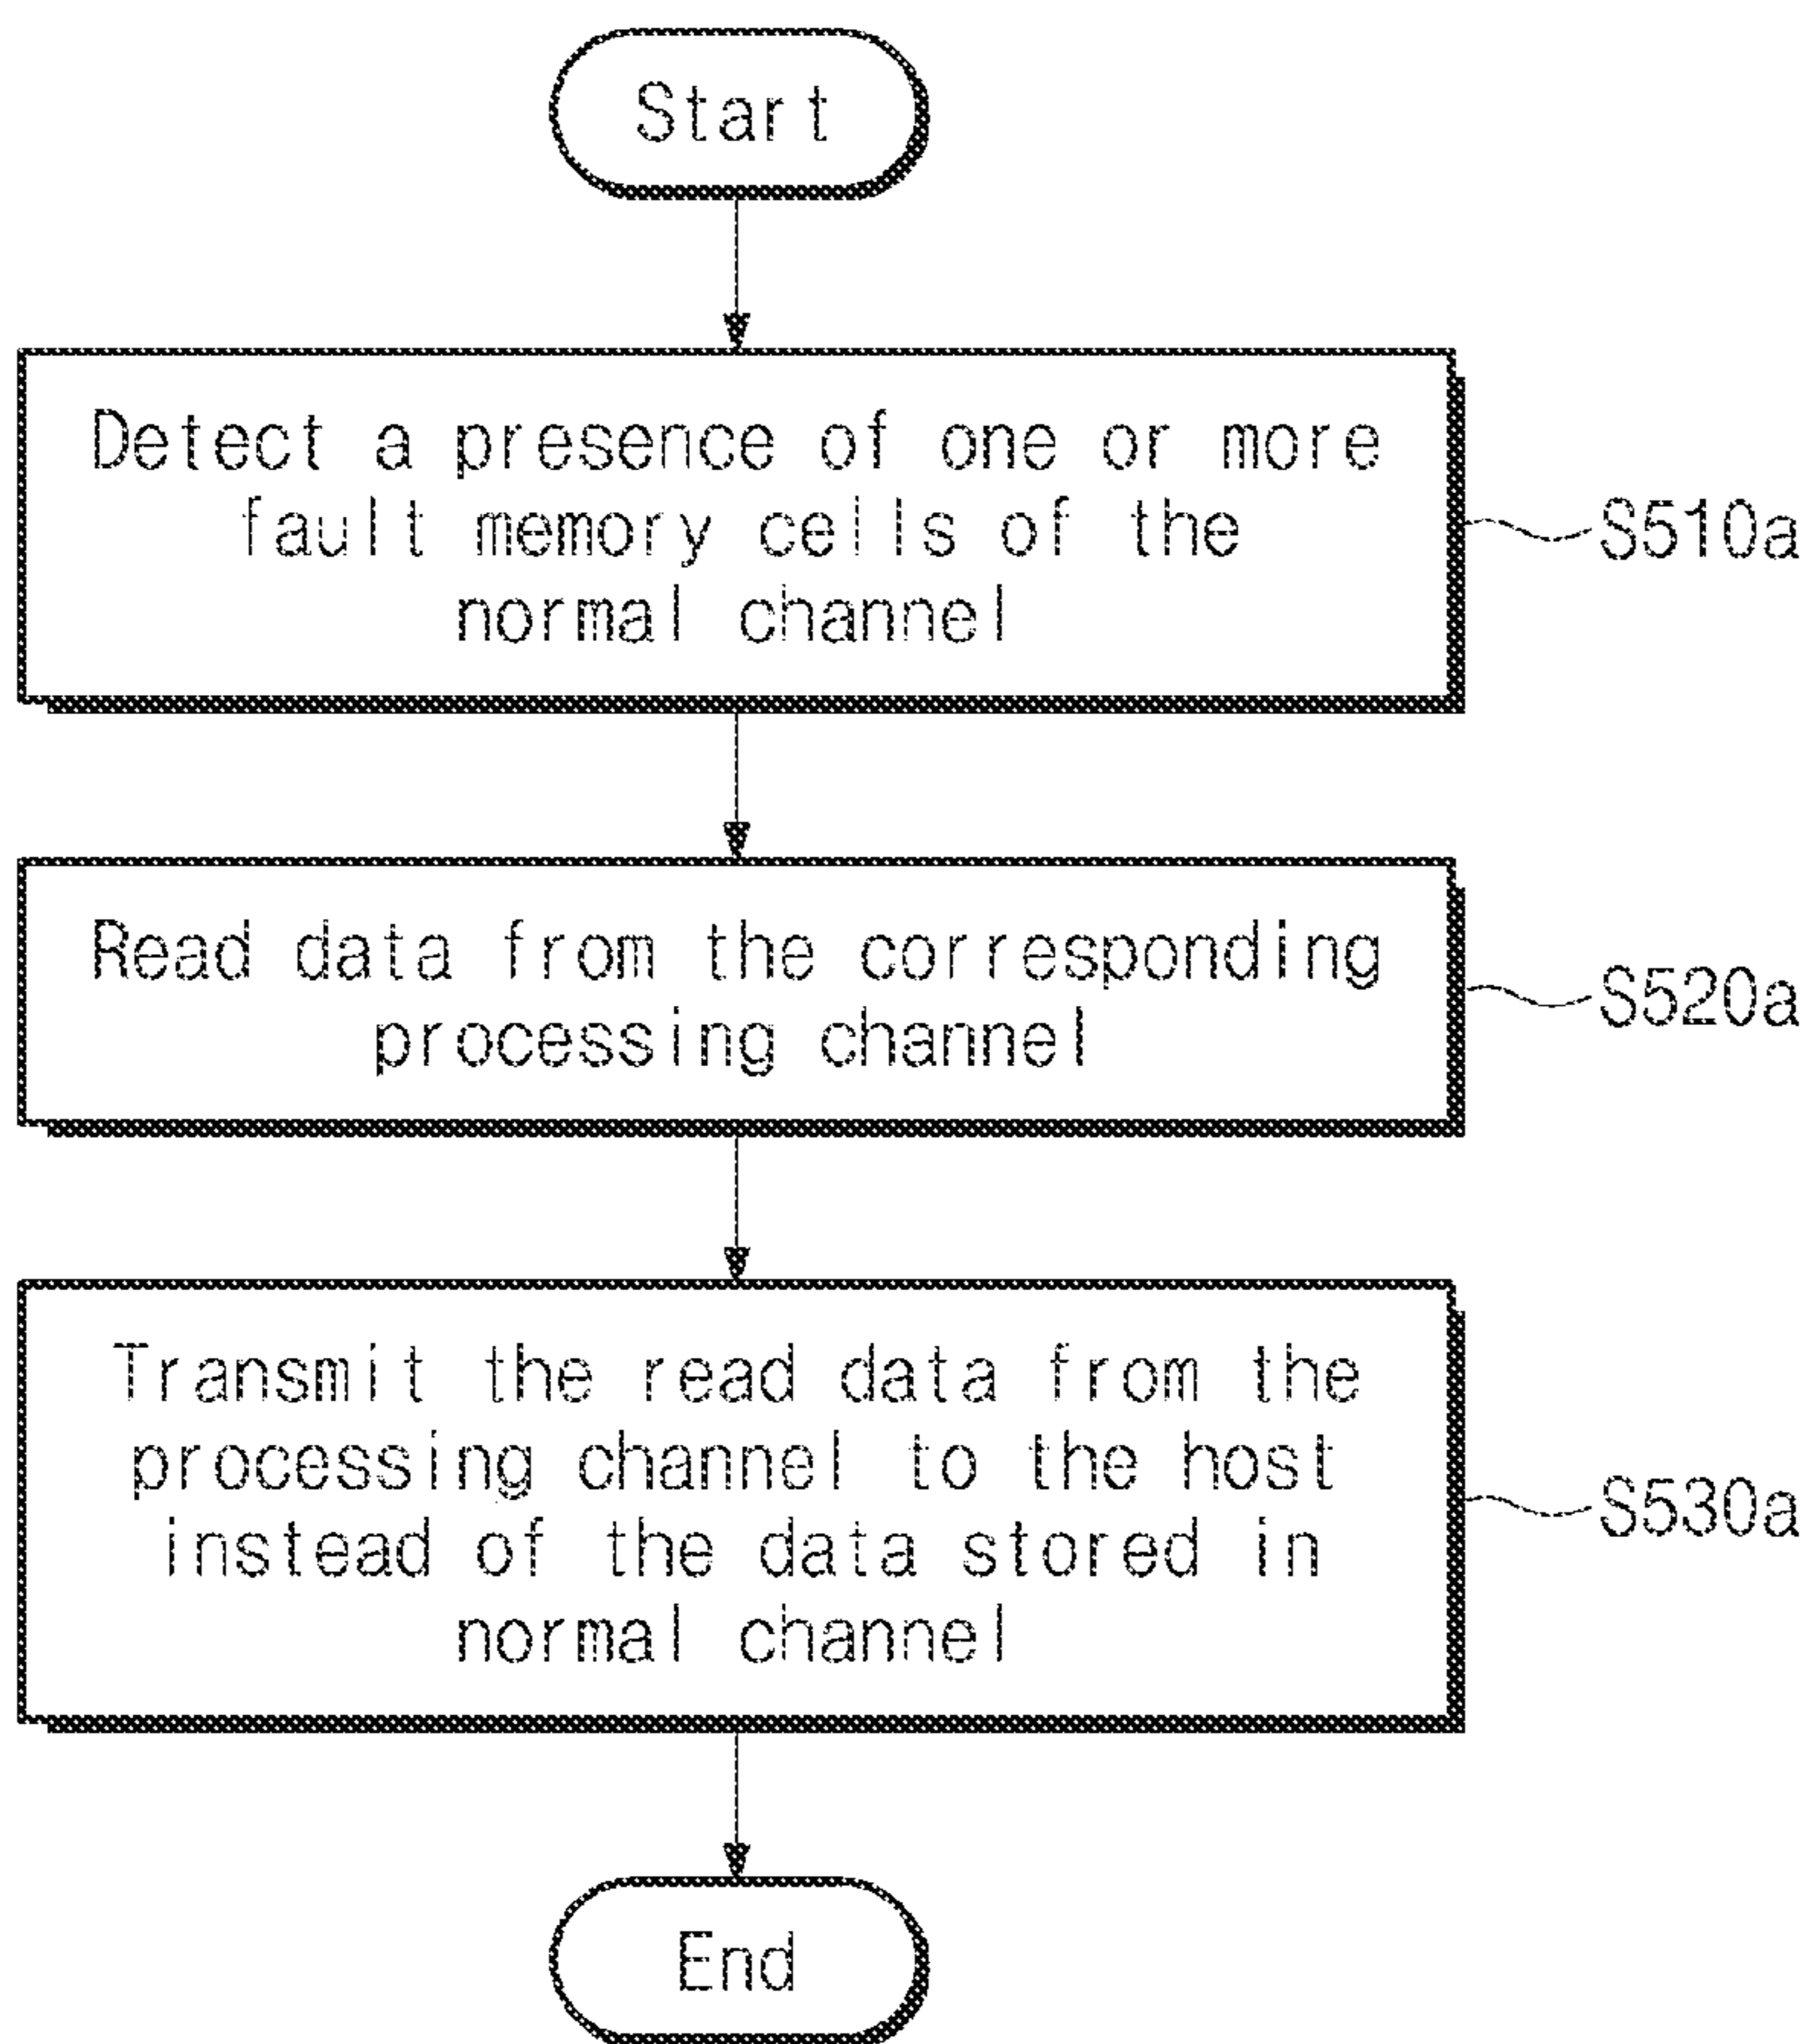 Start
Detect a presence of one or more
fault memory cells of the
normal channel
S510a
Read data from the corresponding
processing channel
S520a
Transmit the read data from the
processing channel to the host
instead of the data stored in
normal channel
S530a
End